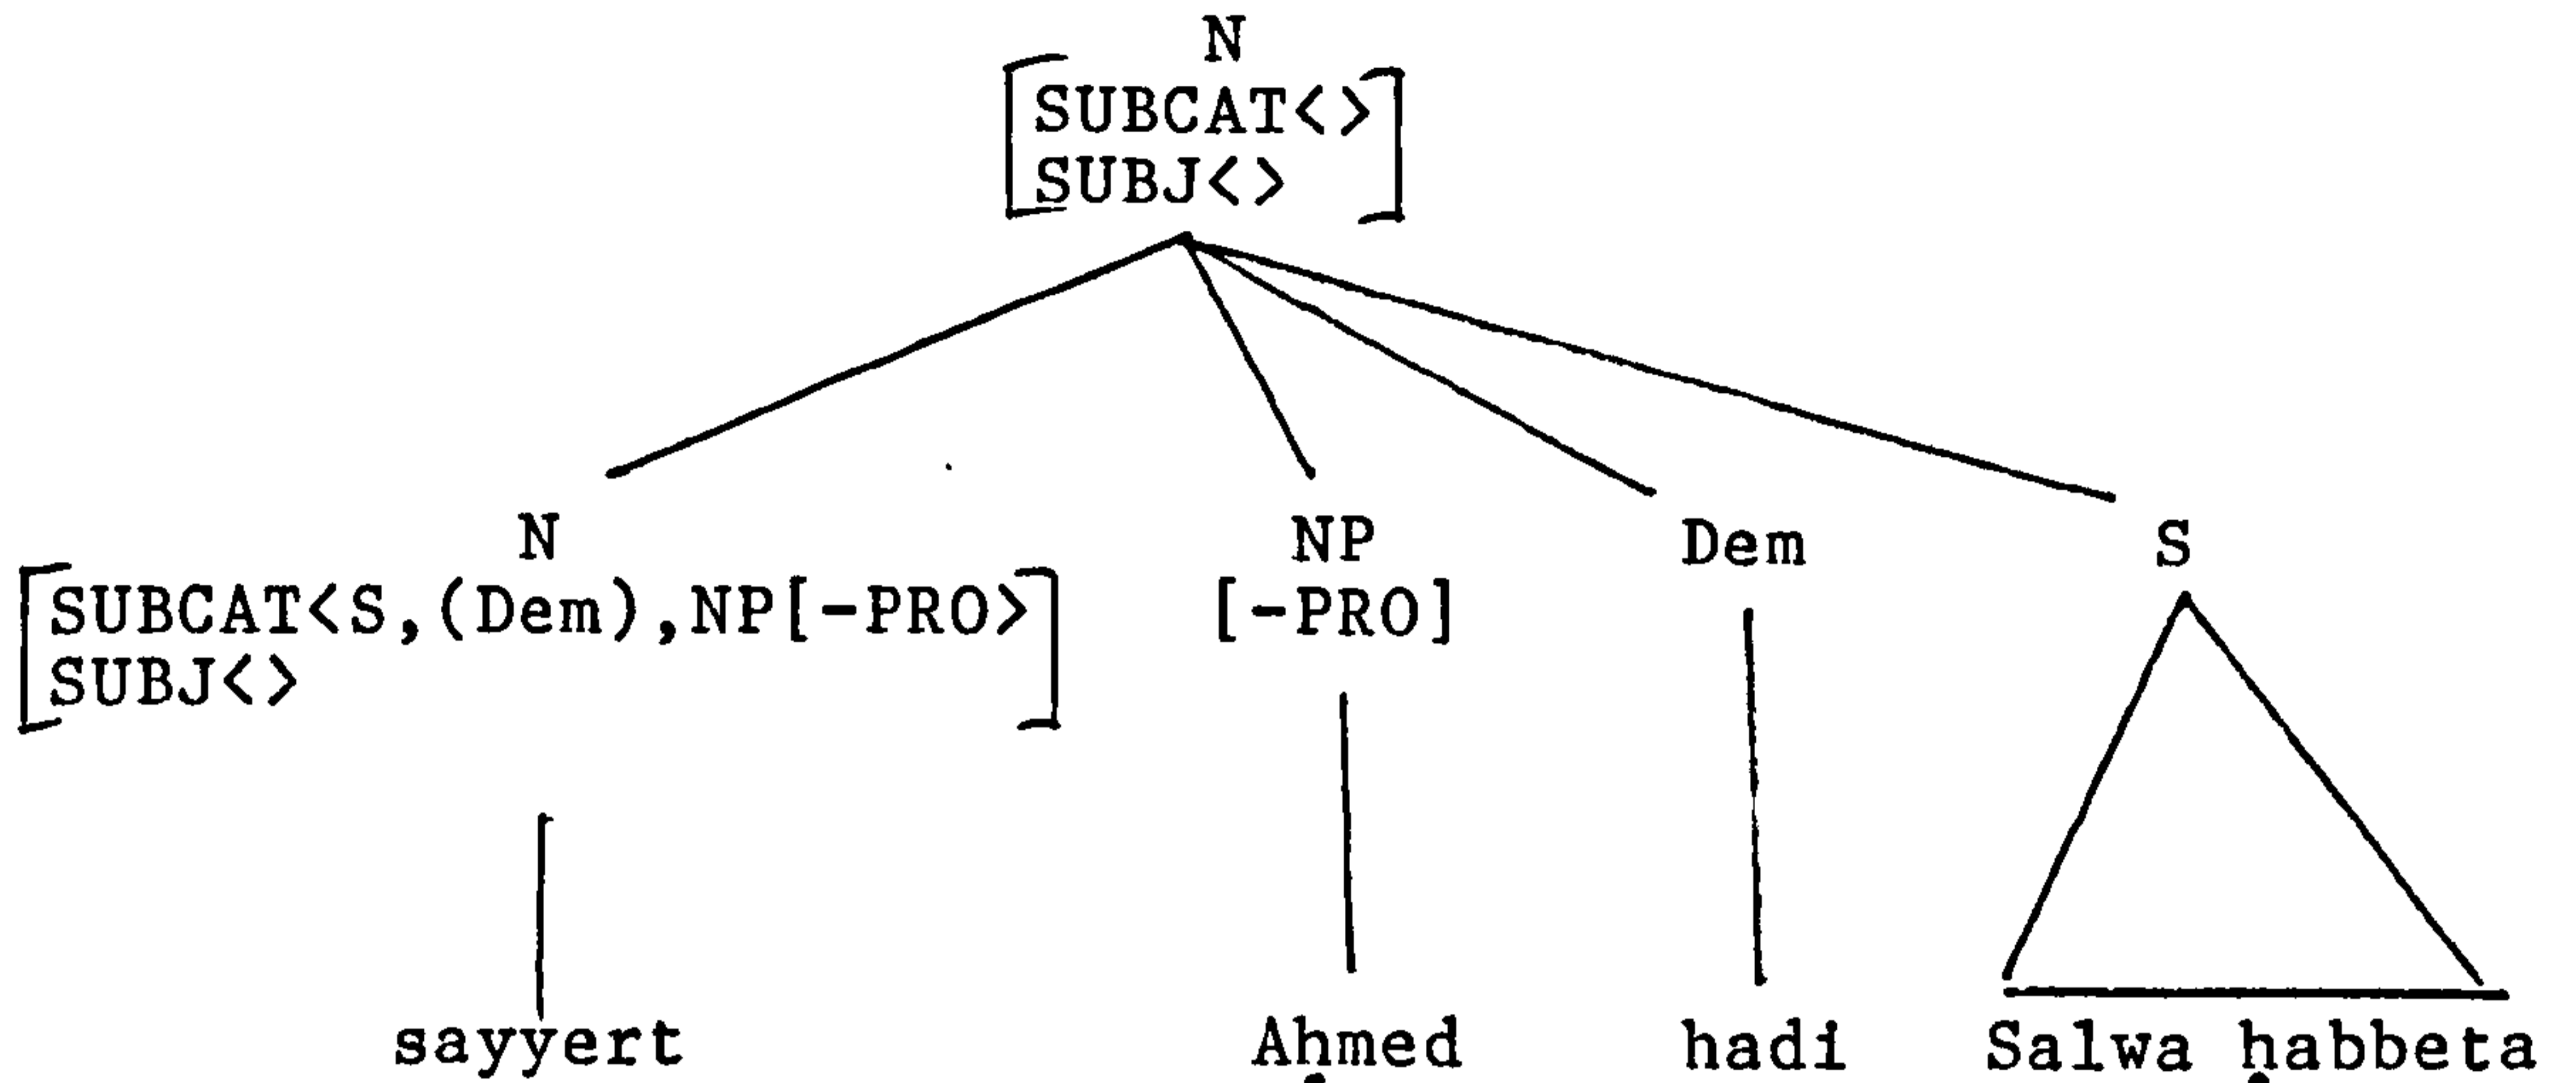 N
SUBCAT<>
SUBJ<>
N NP Dem S
SUBCAT<S,(Dem),NP[-PRO>] [-PRO]
SUBJ<>
sayyert Aḥmed hadi Salwa ḥabbeta